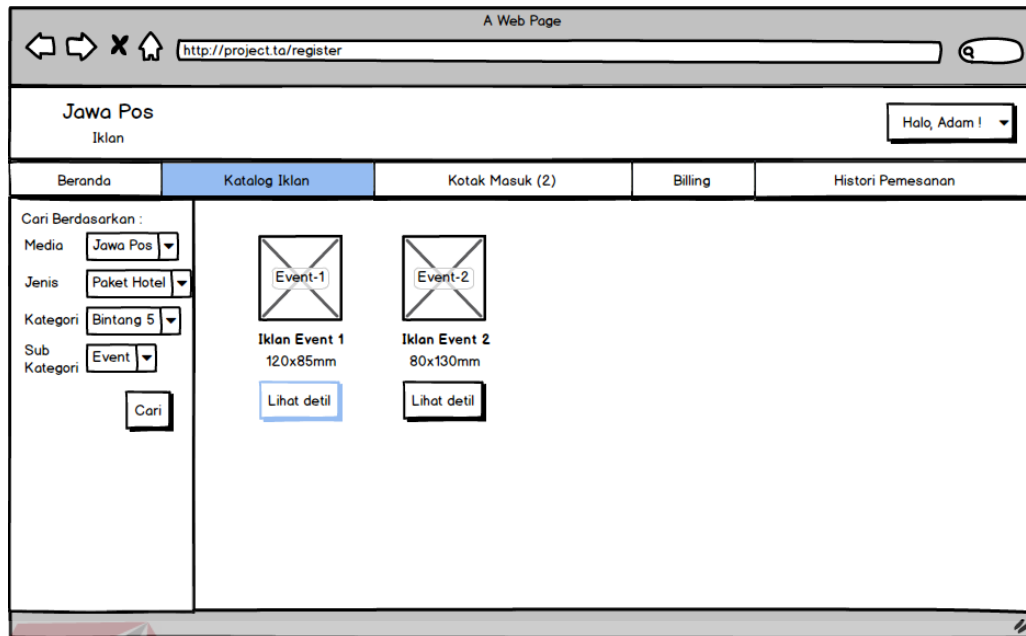 A Web Page
http://project.ta/register
Jawa Pos
Iklan
Halo, Adam !
Beranda
Katalog Iklan
Kotak Masuk (2)
Billing
Histori Pemesanan
Cari Berdasarkan :
Media
Jawa Pos
Jenis
Paket Hotel
Kategori
Bintang 5
Sub
Kategori
Event
Cari
Event-1
Iklan Event 1
120x85mm
Lihat detil
Event-2
Iklan Event 2
80x130mm
Lihat detil